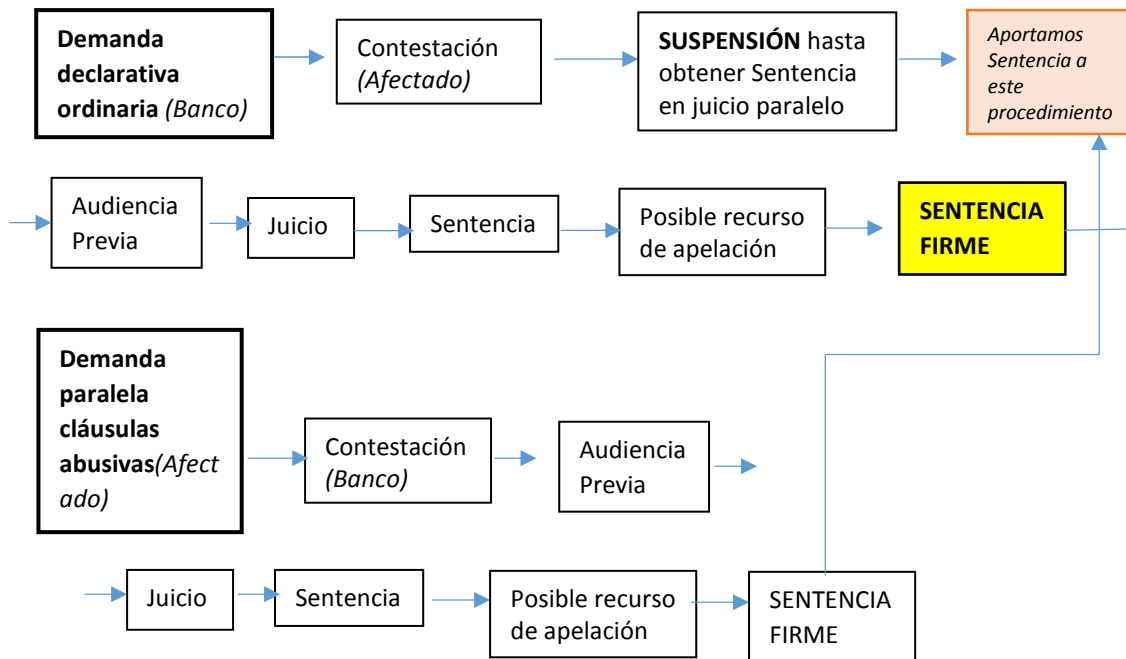 Demanda
declarativa
ordinaria (Banco)
Contestación
(Afectado)
SUSPENSIÓN hasta
obtener Sentencia
en juicio paralelo
Aportamos
Sentencia a
este
procedimiento
Audiencia
Previa
Juicio
Sentencia
Posible recurso
de apelación
SENTENCIA
FIRME
Demanda
paralela
cláusulas
abusivas(Afect
ado)
Contestación
(Banco)
Audiencia
Previa
Juicio
Sentencia
Posible recurso
de apelación
SENTENCIA
FIRME